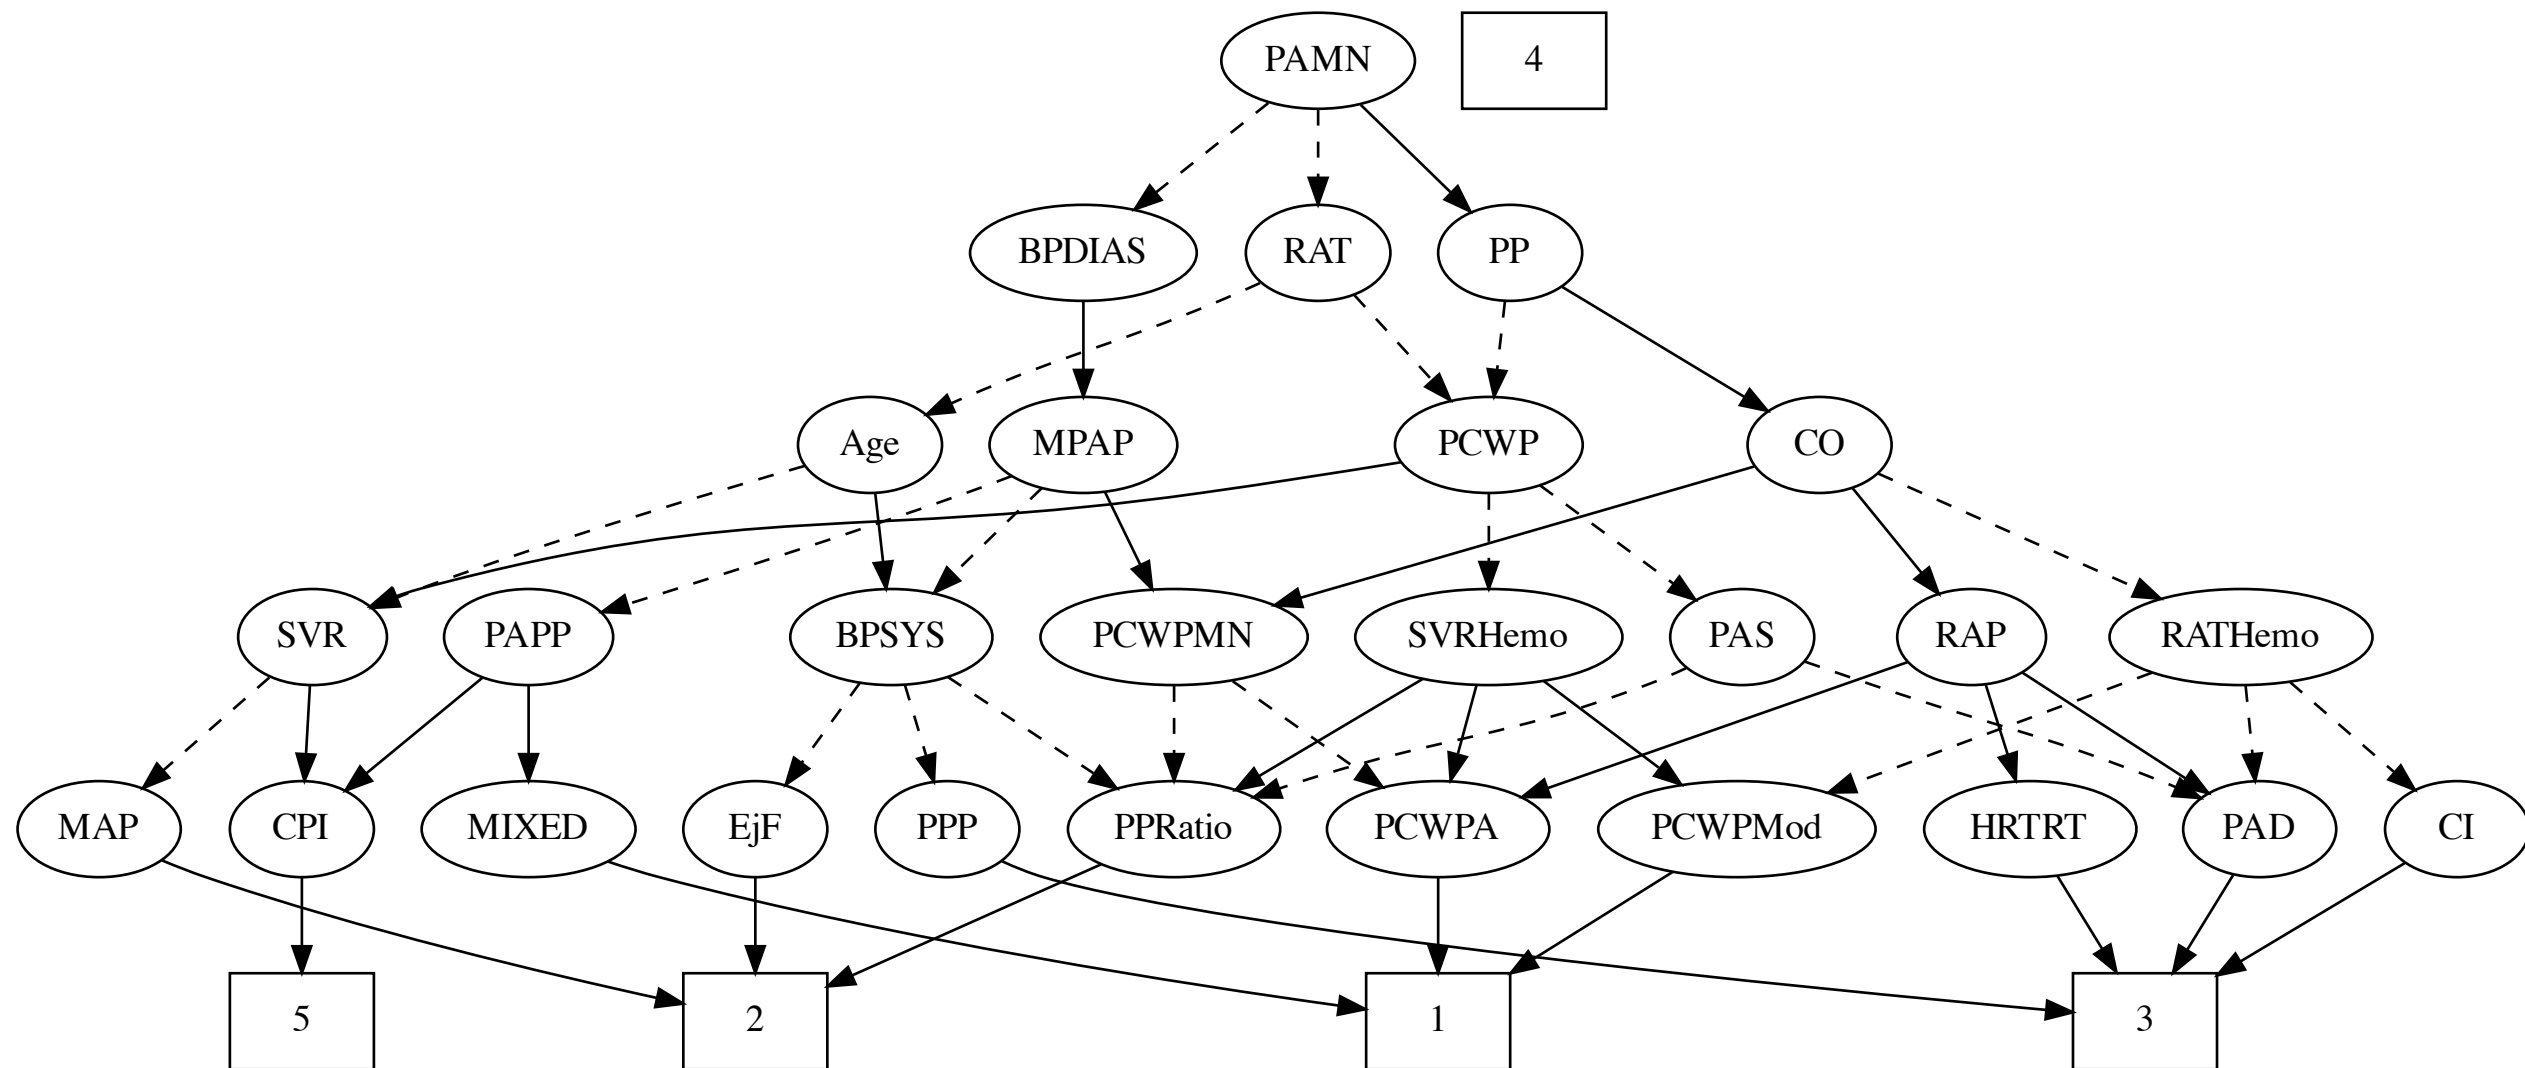 PAMN
4
BPDIAS
RAT
PP
Age
MPAP
PCWP
CO
SVR
PAPP
BPSYS
PCWPMN
SVRHemo
PAS
RAP
RATHemo
MAP
CPI
MIXED
EjF
PPP
PPRatio
PCWPA
PCWPMod
HRTRT
PAD
CI
5
2
1
3